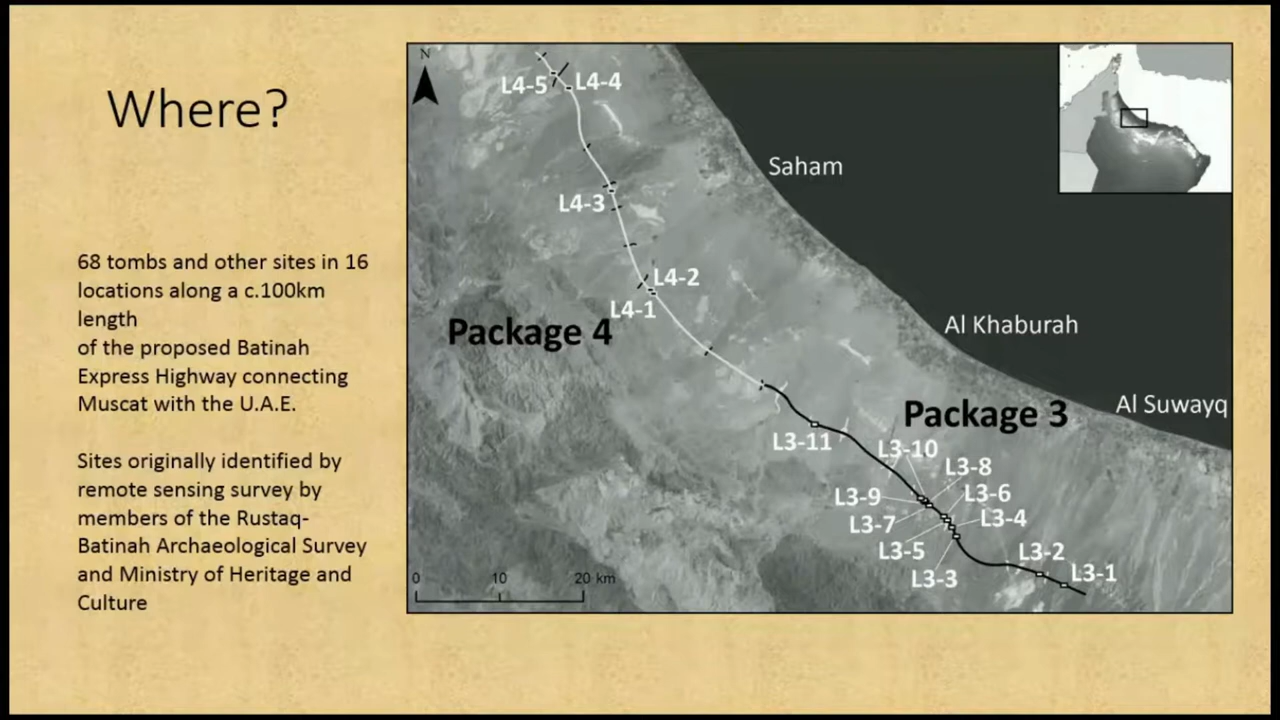 Where?
68 tombs and other sites in 16
locations along a c.100km
length
of the proposed Batinah
Express Highway connecting
Muscat with the U.A.E.
Sites originally identified by
remote sensing survey by
members of the Rustaq-
Batinah Archaeological Survey
and Ministry of Heritage and
Culture
N
L4-5
L4-4
Saham
L4-3
L4-2
L4-1
Package 4
Al Khaburah
Al Suwayq
Package 3
L3-11
L3-10
L3-8
L3-9
L3-6
L3-7
L3-4
L3-5
L3-2
L3-3
L3-1
0 10 20 km